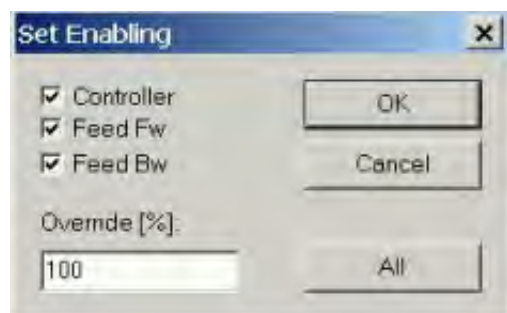 Set Enabling
Controller
OK
Feed Fw
Feed Bw
Cancel
Override [%]:
100
All